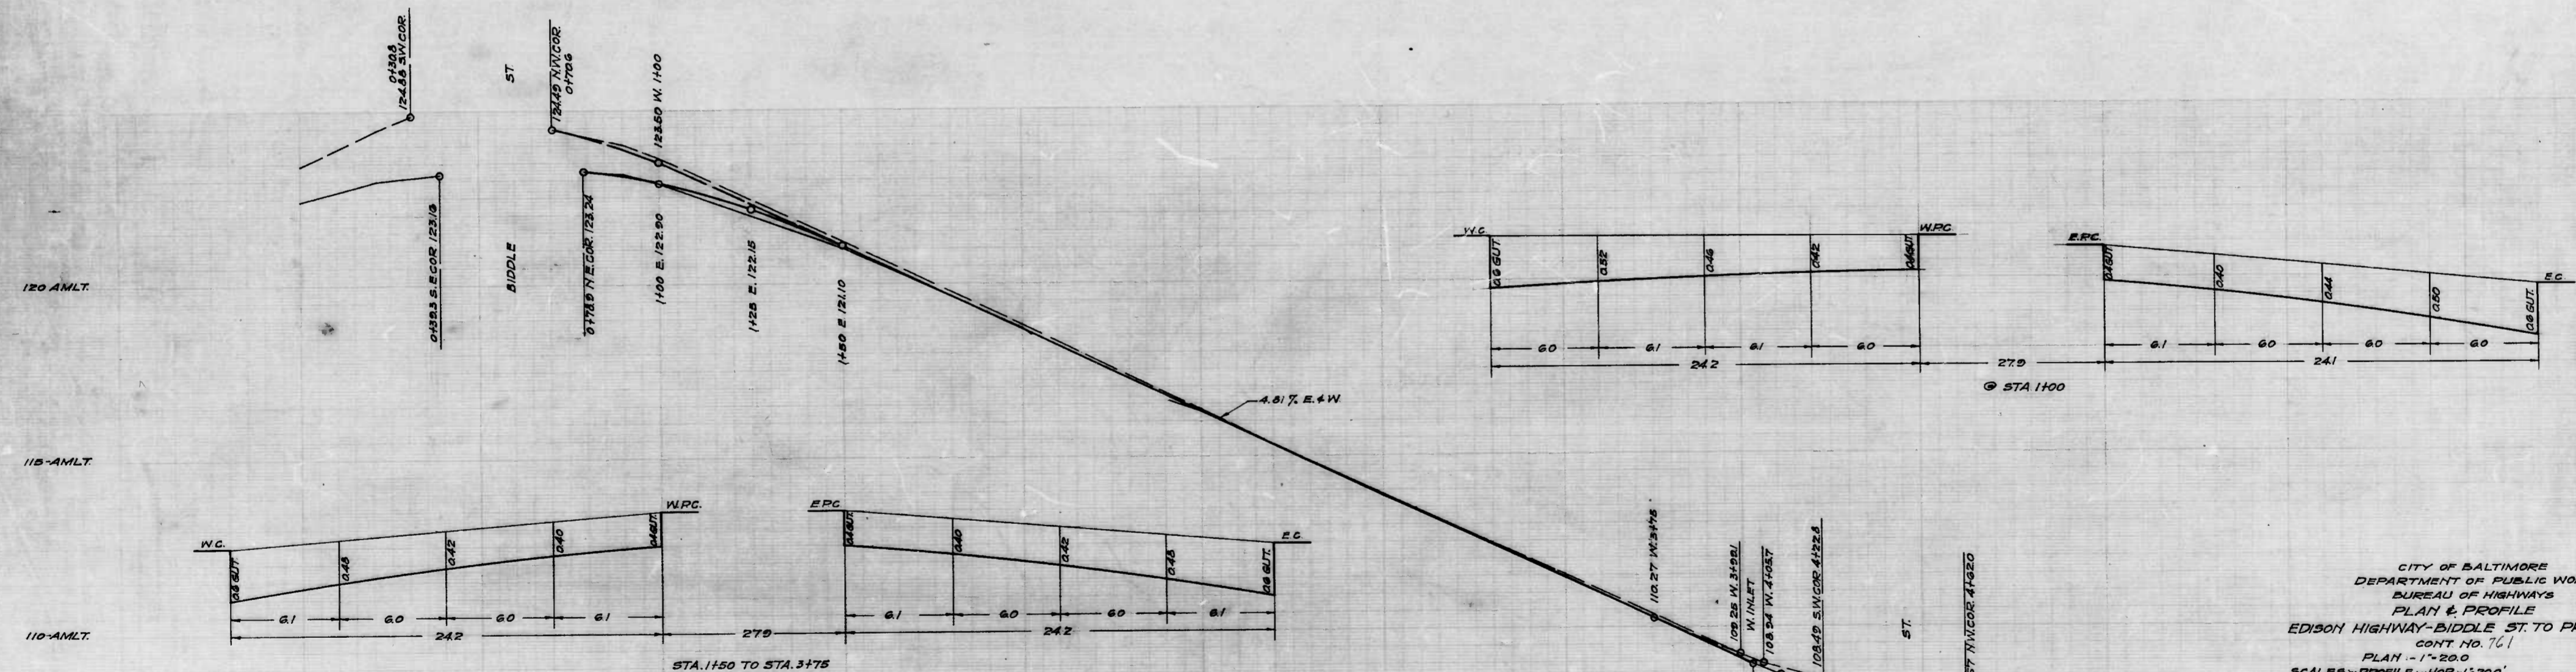 0+30.8
124.88 S.W.COR.
ST.
124.49 N.W.COR.
0+70.6
123.50 W. 1+00
0+39.3 S.E.COR 123.16
BIDDLE
0+78.9 N.E.COR. 123.24
1+00 E. 122.90
1+25 E. 122.15
1+50 E. 121.10
120 AMLT.
115-AMLT.
110-AMLT.
4.81% E.&W.
W.C.
W.P.C.
0.6 GUT.
0.52
0.46
0.42
0.4 GUT.
6.0
6.1
6.1
6.0
24.2
27.9
E.P.C.
E.C.
0.4 GUT.
0.40
0.44
0.50
0.6 GUT.
6.1
6.0
6.0
6.0
24.1
@ STA. 1+00
W.C.
W.P.C.
0.6 GUT.
0.48
0.42
0.40
0.4 GUT.
6.1
6.0
6.0
6.1
24.2
27.9
E.P.C.
E.C.
0.4 GUT.
0.40
0.42
0.48
0.6 GUT.
6.1
6.0
6.0
6.1
24.2
STA. 1+50 TO STA. 3+75
110.27 W. 3+75
109.25 W. 3+98.1
W. INLET
108.94 W. 4+05.7
108.49 S.W.COR. 4+22.8
ST.
N.W.COR. 4+62.0
CITY OF BALTIMORE
DEPARTMENT OF PUBLIC WO
BUREAU OF HIGHWAYS
PLAN & PROFILE
EDISON HIGHWAY-BIDDLE ST. TO
CONT. NO. 761
PLAN - 1"-20.0